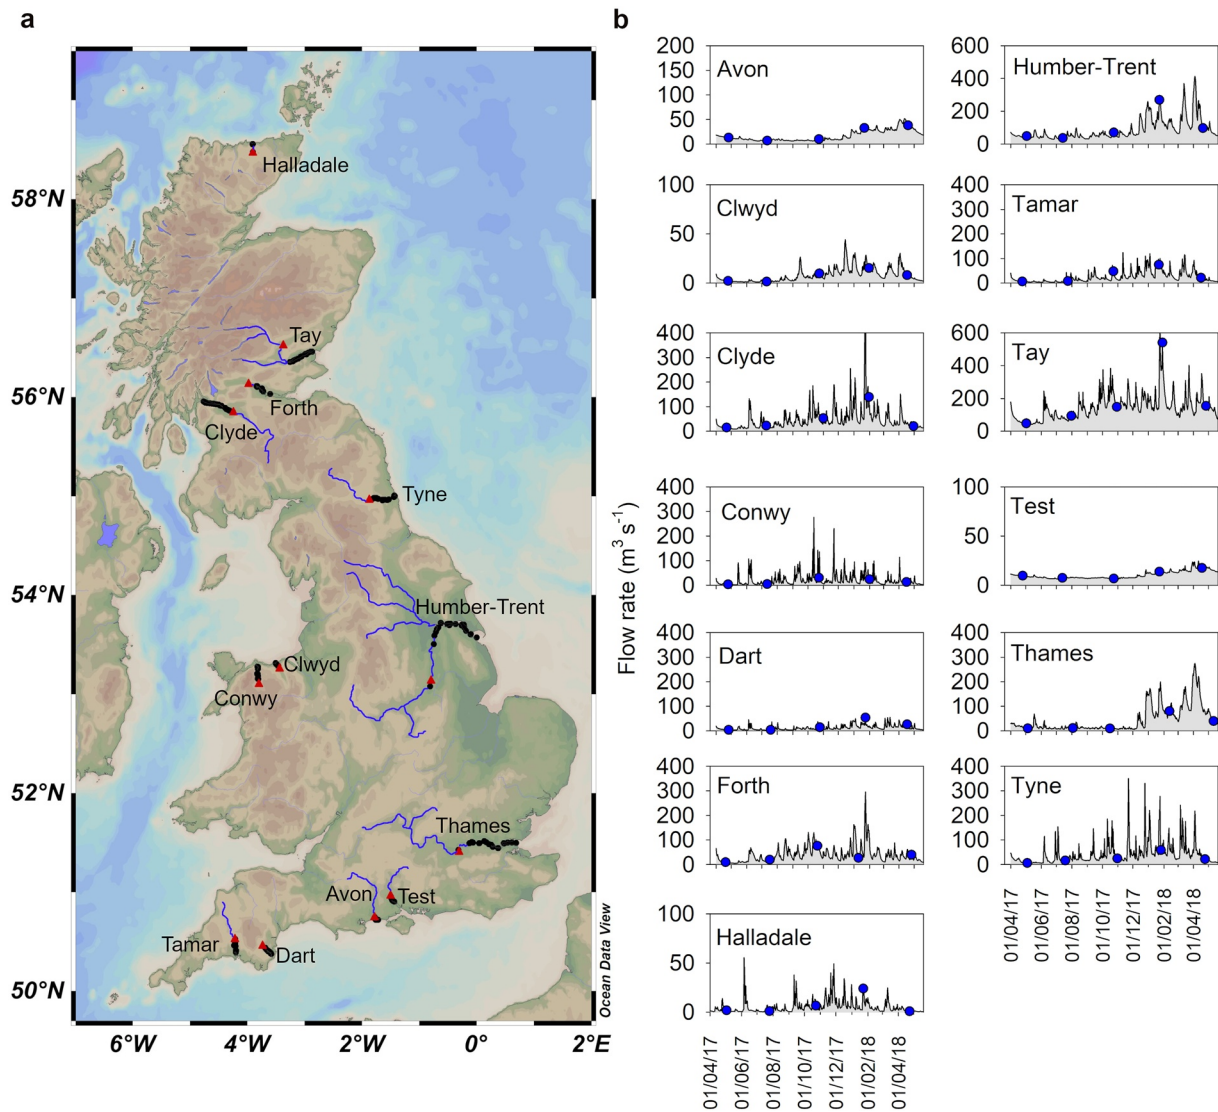 a
58°N
56°N
54°N
52°N
50°N
6°W 4°W 2°W 0° 2°E
Halladale
Tay
Forth
Clyde
Tyne
Humber-Trent
Clwyd
Conwy
Thames
Avon
Test
Tamar
Dart
Ocean Data View
b
Flow rate (m³ s⁻¹)
Avon
200
150
100
50
0
Humber-Trent
600
400
200
0
Clwyd
100
50
0
Tamar
400
300
200
100
0
Clyde
400
300
200
100
0
Tay
600
400
200
0
Conwy
400
300
200
100
0
Test
100
50
0
Dart
400
300
200
100
0
Thames
400
300
200
100
0
Forth
400
300
200
100
0
Tyne
400
300
200
100
0
01/04/17
01/06/17
01/08/17
01/10/17
01/12/17
01/02/18
01/04/18
Halladale
100
50
0
01/04/17
01/06/17
01/08/17
01/10/17
01/12/17
01/02/18
01/04/18